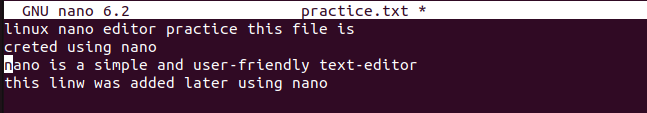 GNU nano 6.2 practice.txt *
linux nano editor practice this file is
creted using nano
nano is a simple and user-friendly text-editor
this linw was added later using nano